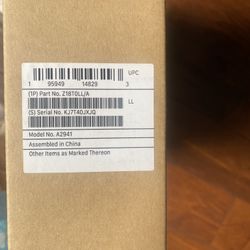 UPC
1 95949 14829 3
(1P) Part No. Z18T0LL/A
LL
(S) Serial No. KJ7T40JXJQ
Model No. A2941
Assembled in China
Other Items as Marked Thereon